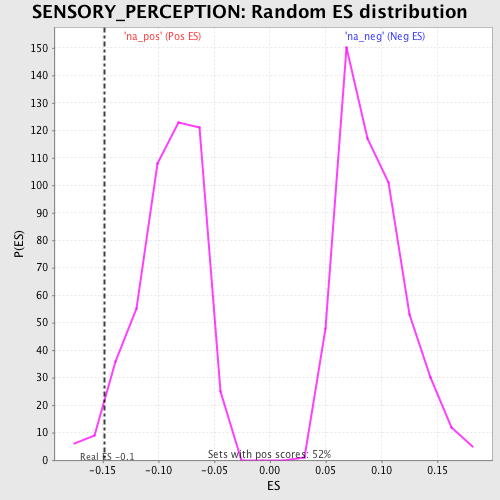 SENSORY_PERCEPTION: Random ES distribution
'na_pos' (Pos ES) 'na_neg' (Neg ES)
150
140
130
120
110
100
90
80
70
60
50
40
30
20
10
0
P(ES)
Real ES -0.1 Sets with pos scores: 52%
-0.15 -0.10 -0.05 0.00 0.05 0.10 0.15
ES